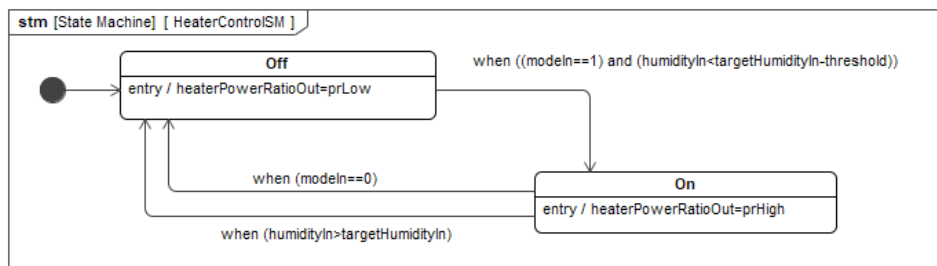 stm [State Machine] [ HeaterControlSM ]
Off
entry / heaterPowerRatioOut=prLow
when ((modeIn==1) and (humidityIn<targetHumidityIn-threshold))
when (modeIn==0)
On
entry / heaterPowerRatioOut=prHigh
when (humidityIn>targetHumidityIn)